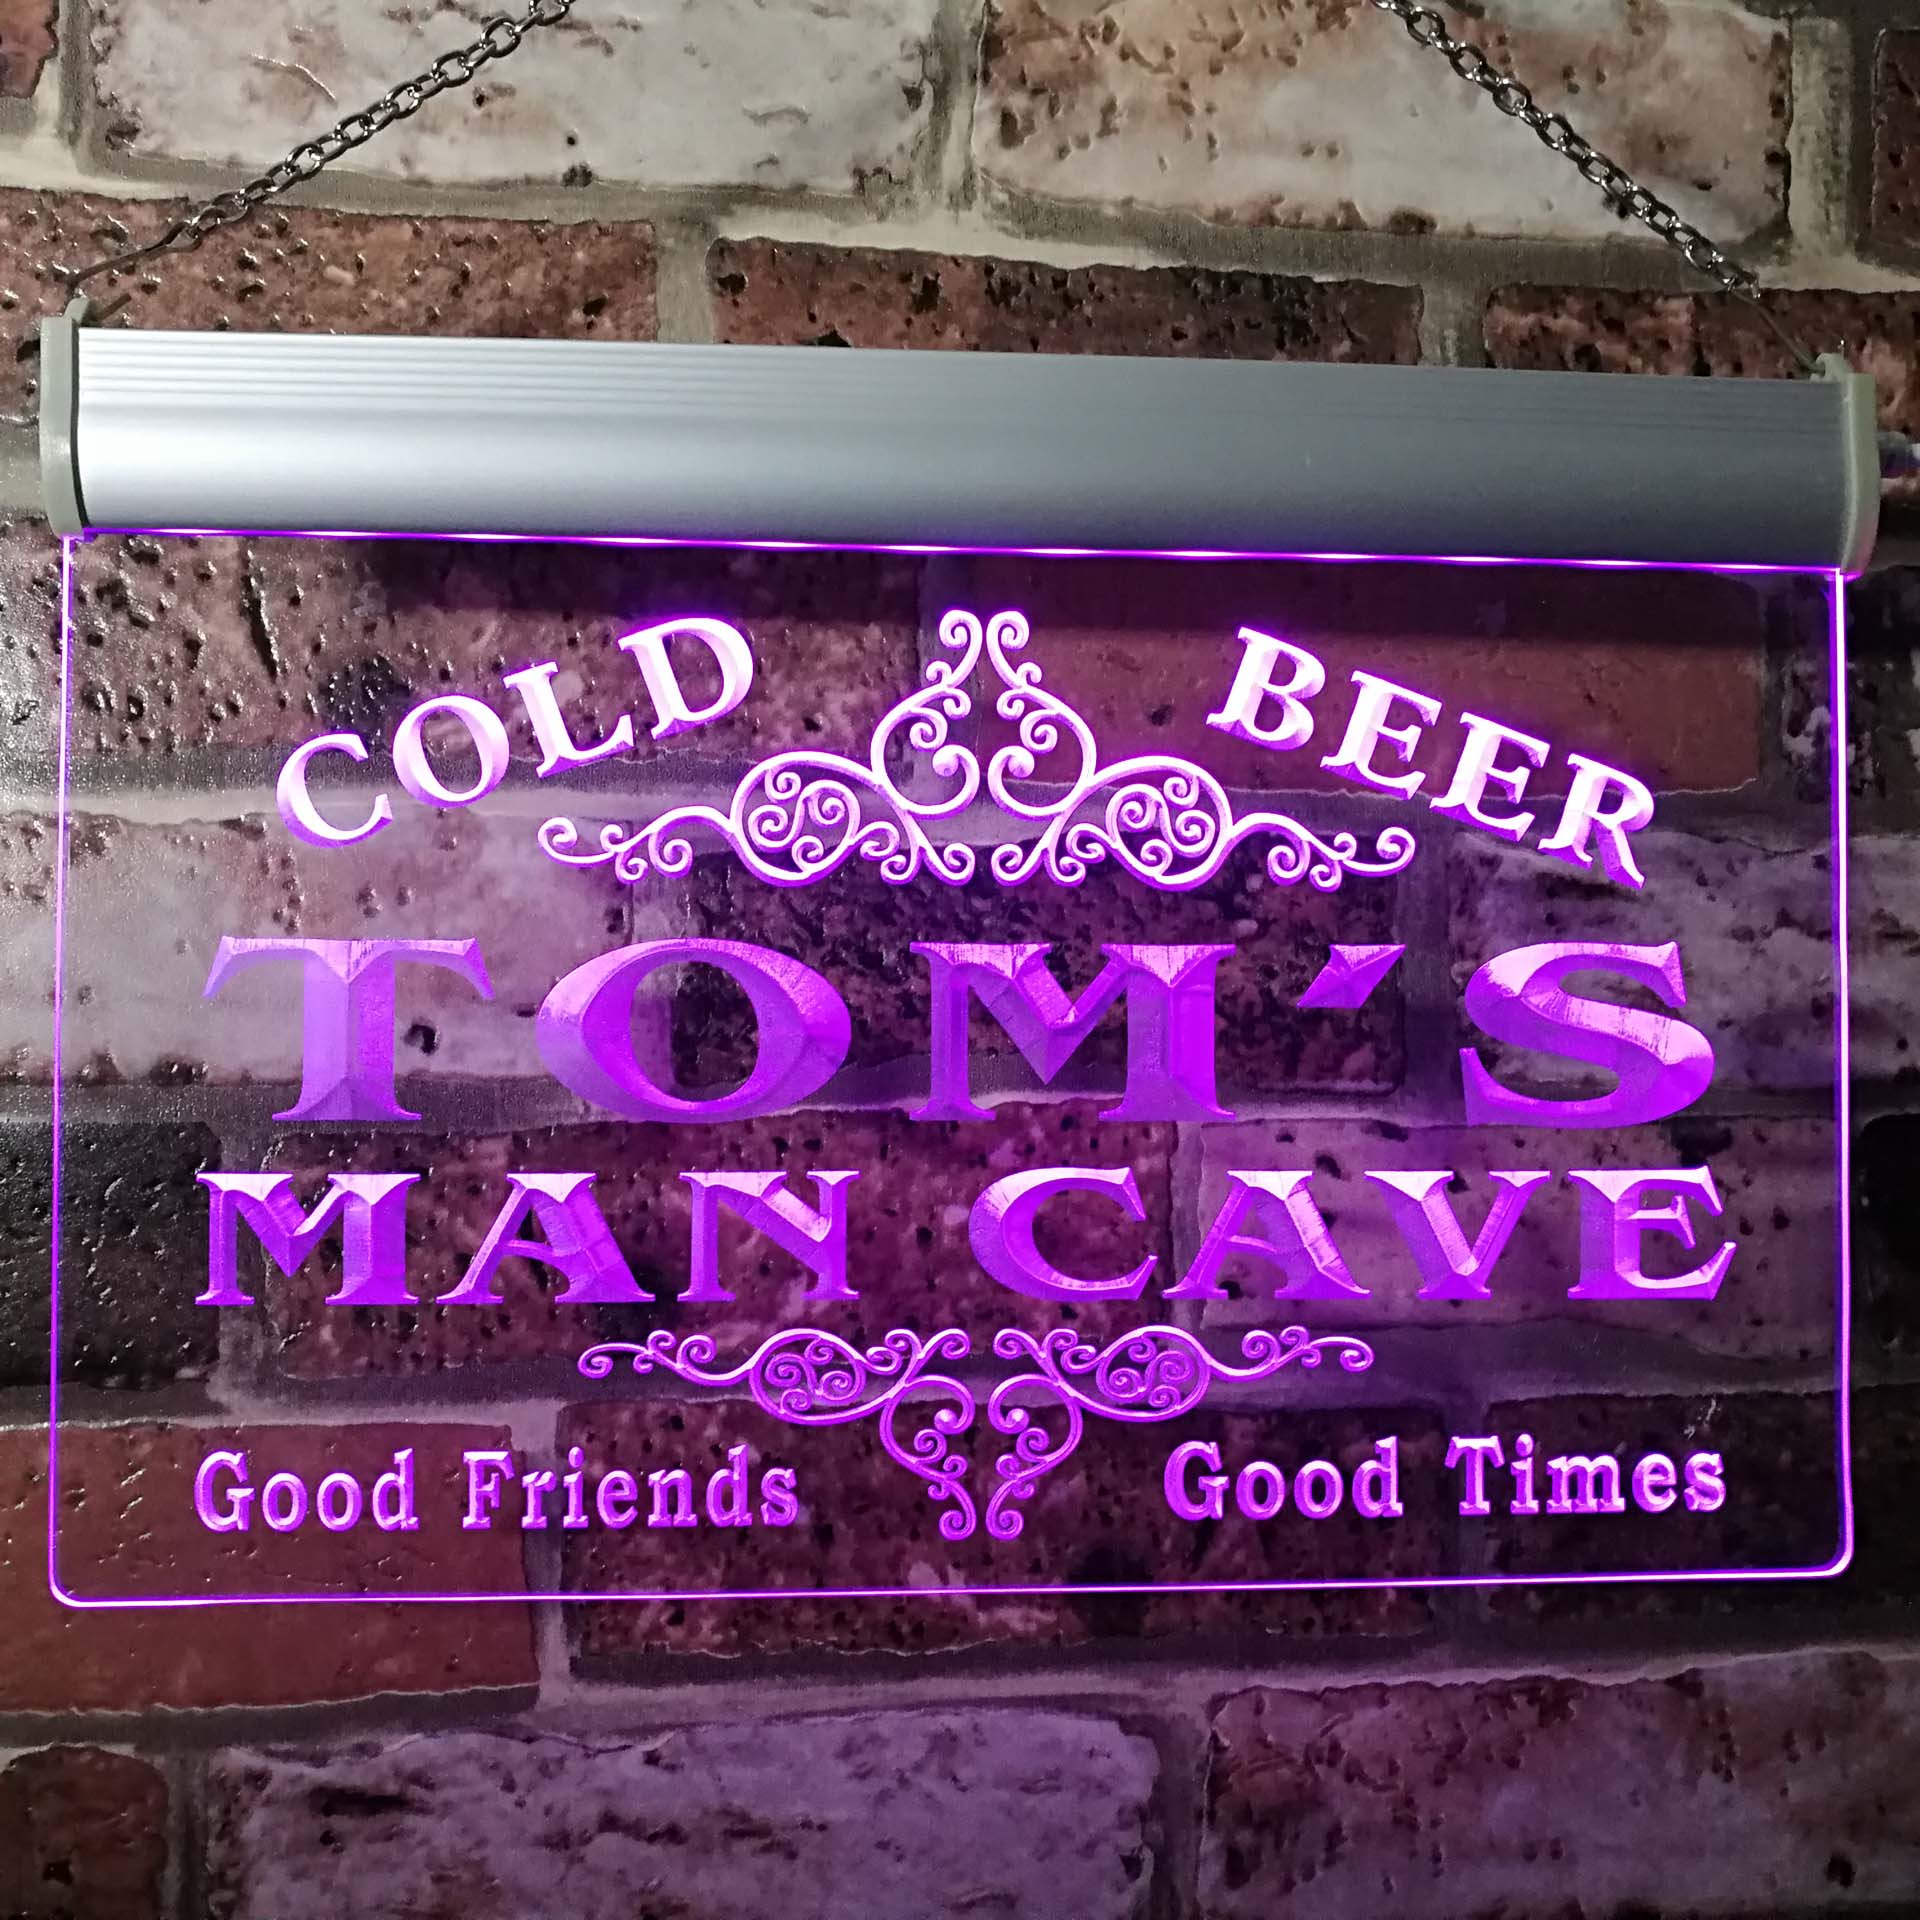 COLD BEER
TOM'S
MAN CAVE
Good Friends Good Times